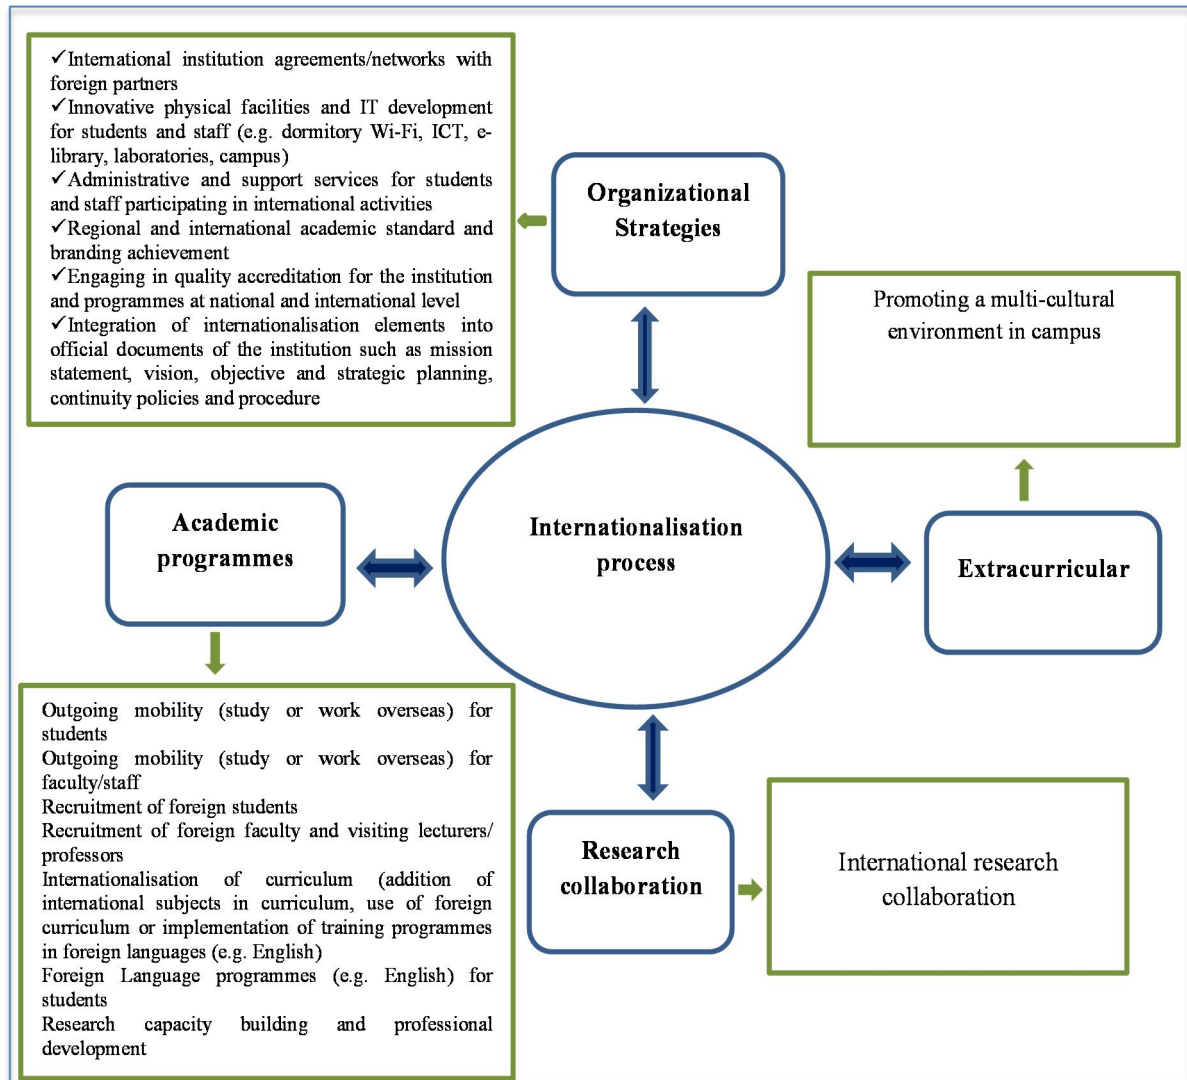 ✓International institution agreements/networks with
foreign partners
✓Innovative physical facilities and IT development
for students and staff (e.g. dormitory Wi-Fi, ICT, e-
library, laboratories, campus)
✓Administrative and support services for students
and staff participating in international activities
✓Regional and international academic standard and
branding achievement
✓Engaging in quality accreditation for the institution
and programmes at national and international level
✓Integration of internationalisation elements into
official documents of the institution such as mission
statement, vision, objective and strategic planning,
continuity policies and procedure
Organizational
Strategies
Promoting a multi-cultural
environment in campus
Academic
programmes
Internationalisation
process
Extracurricular
Outgoing mobility (study or work overseas) for
students
Outgoing mobility (study or work overseas) for
faculty/staff
Recruitment of foreign students
Recruitment of foreign faculty and visiting lecturers/
professors
Internationalisation of curriculum (addition of
international subjects in curriculum, use of foreign
curriculum or implementation of training programmes
in foreign languages (e.g. English)
Foreign Language programmes (e.g. English) for
students
Research capacity building and professional
development
Research
collaboration
International research
collaboration